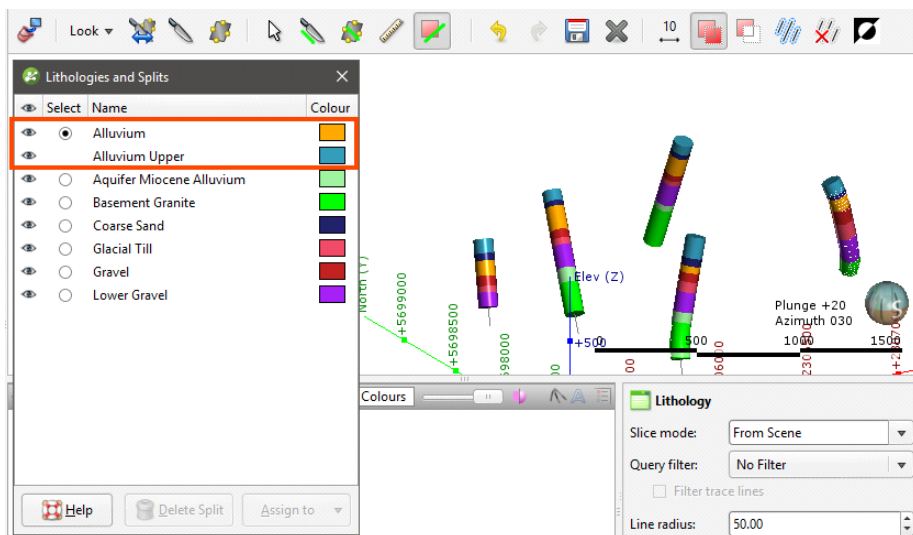 Look
10
Lithologies and Splits
Select Name Colour
Alluvium
Alluvium Upper
Aquifer Miocene Alluvium
Basement Granite
Coarse Sand
Glacial Till
Gravel
Lower Gravel
Help
Delete Split
Assign to
North (Y)
+5699000
+5698500
Elev (Z)
+500
Plunge +20
Azimuth 030
0 500 1000 1500
Colours
Lithology
Slice mode: From Scene
Query filter: No Filter
Filter trace lines
Line radius: 50.00